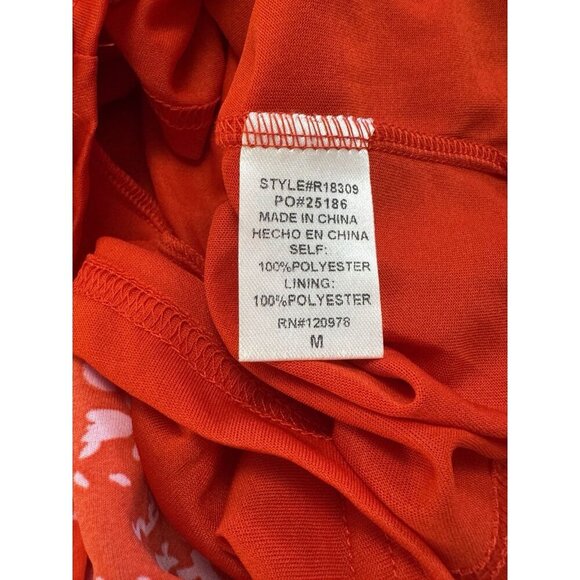 STYLE#R18309
PO#25186
MADE IN CHINA
HECHO EN CHINA
SELF:
100%POLYESTER
LINING:
100%POLYESTER
RN#120978
M